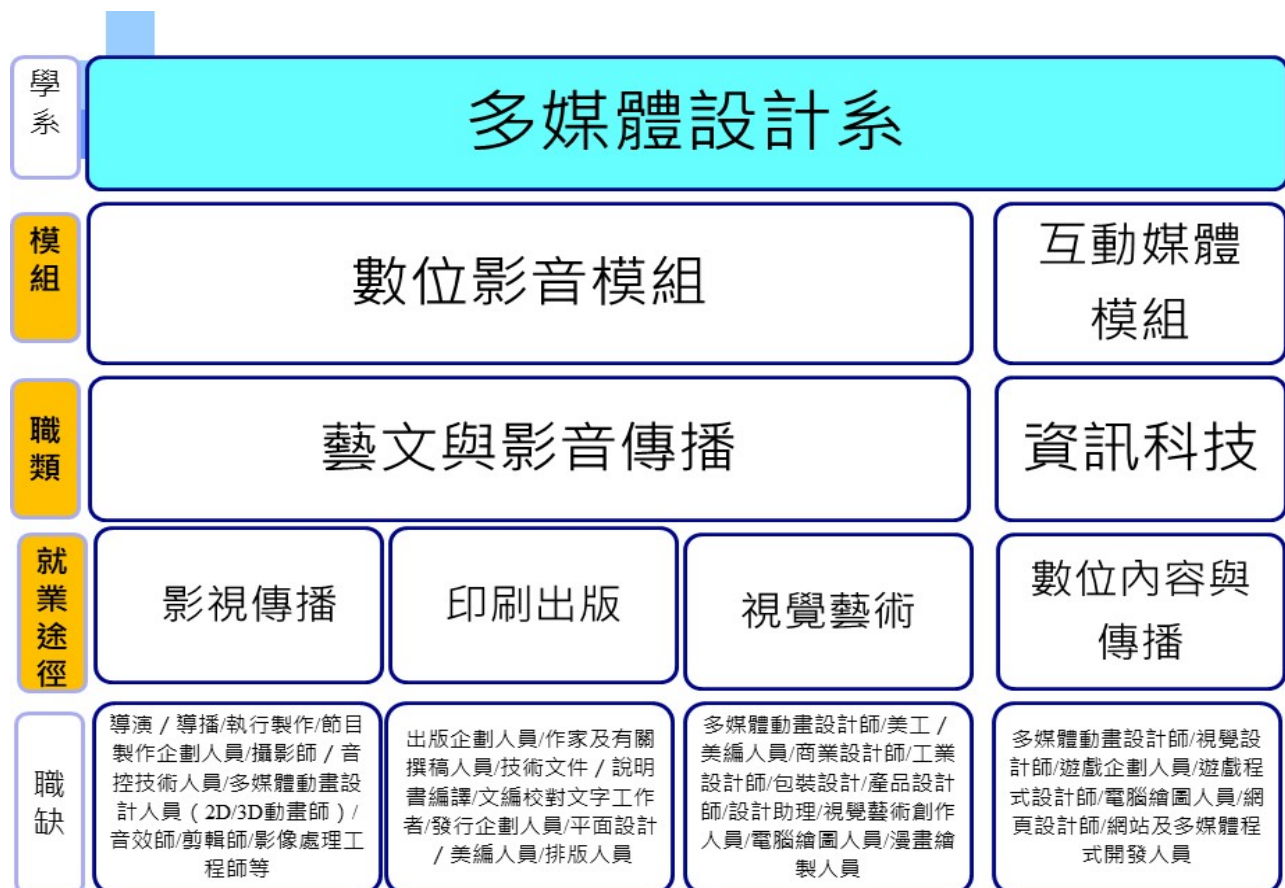 學
系
多媒體設計系
模
組
數位影音模組
互動媒體
模組
職
類
藝文與影音傳播
資訊科技
就
業
途
徑
影視傳播
印刷出版
視覺藝術
數位內容與
傳播
職
缺
導演／導播/執行製作/節目
製作企劃人員/攝影師／音
控技術人員/多媒體動畫設
計人員（2D/3D動畫師）/
音效師/剪輯師/影像處理工
程師等
出版企劃人員/作家及有關
撰稿人員/技術文件／說明
書編譯/文編校對文字工作
者/發行企劃人員/平面設計
／美編人員/排版人員
多媒體動畫設計師/美工／
美編人員/商業設計師/工業
設計師/包裝設計/產品設計
師/設計助理/視覺藝術創作
人員/電腦繪圖人員/漫畫繪
製人員
多媒體動畫設計師/視覺設
計師/遊戲企劃人員/遊戲程
式設計師/電腦繪圖人員/網
頁設計師/網站及多媒體程
式開發人員